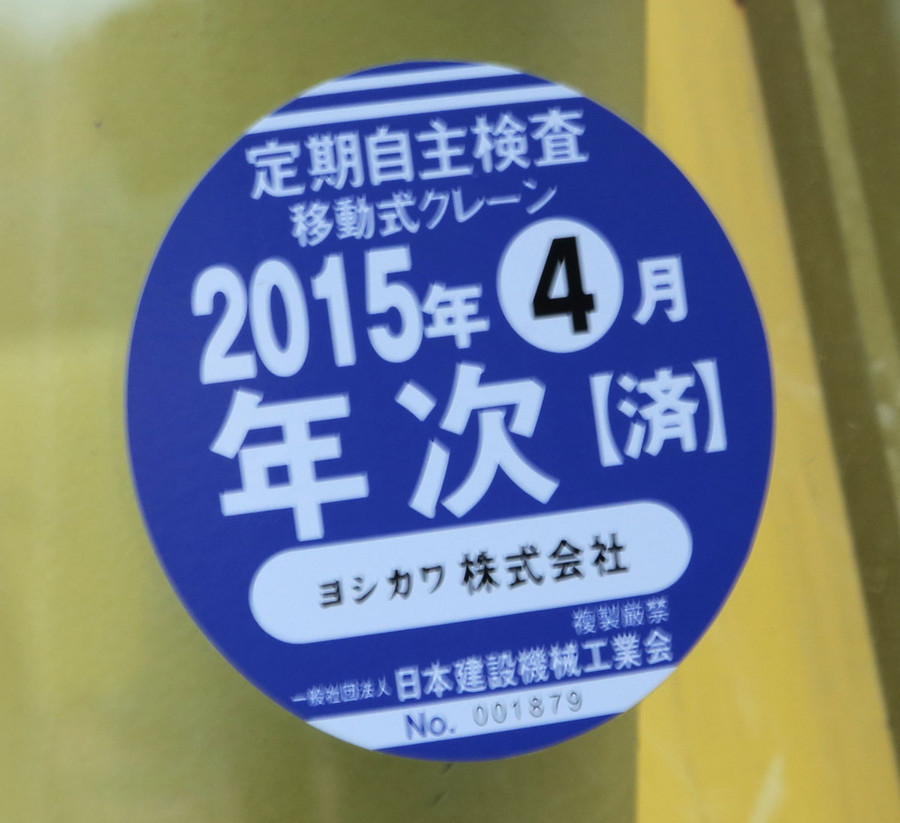 定期自主検査
移動式クレーン
2015年 4 月
年次【済】
ヨシカワ株式会社
複製厳禁
一般社団法人 日本建設機械工業会
No. 001879